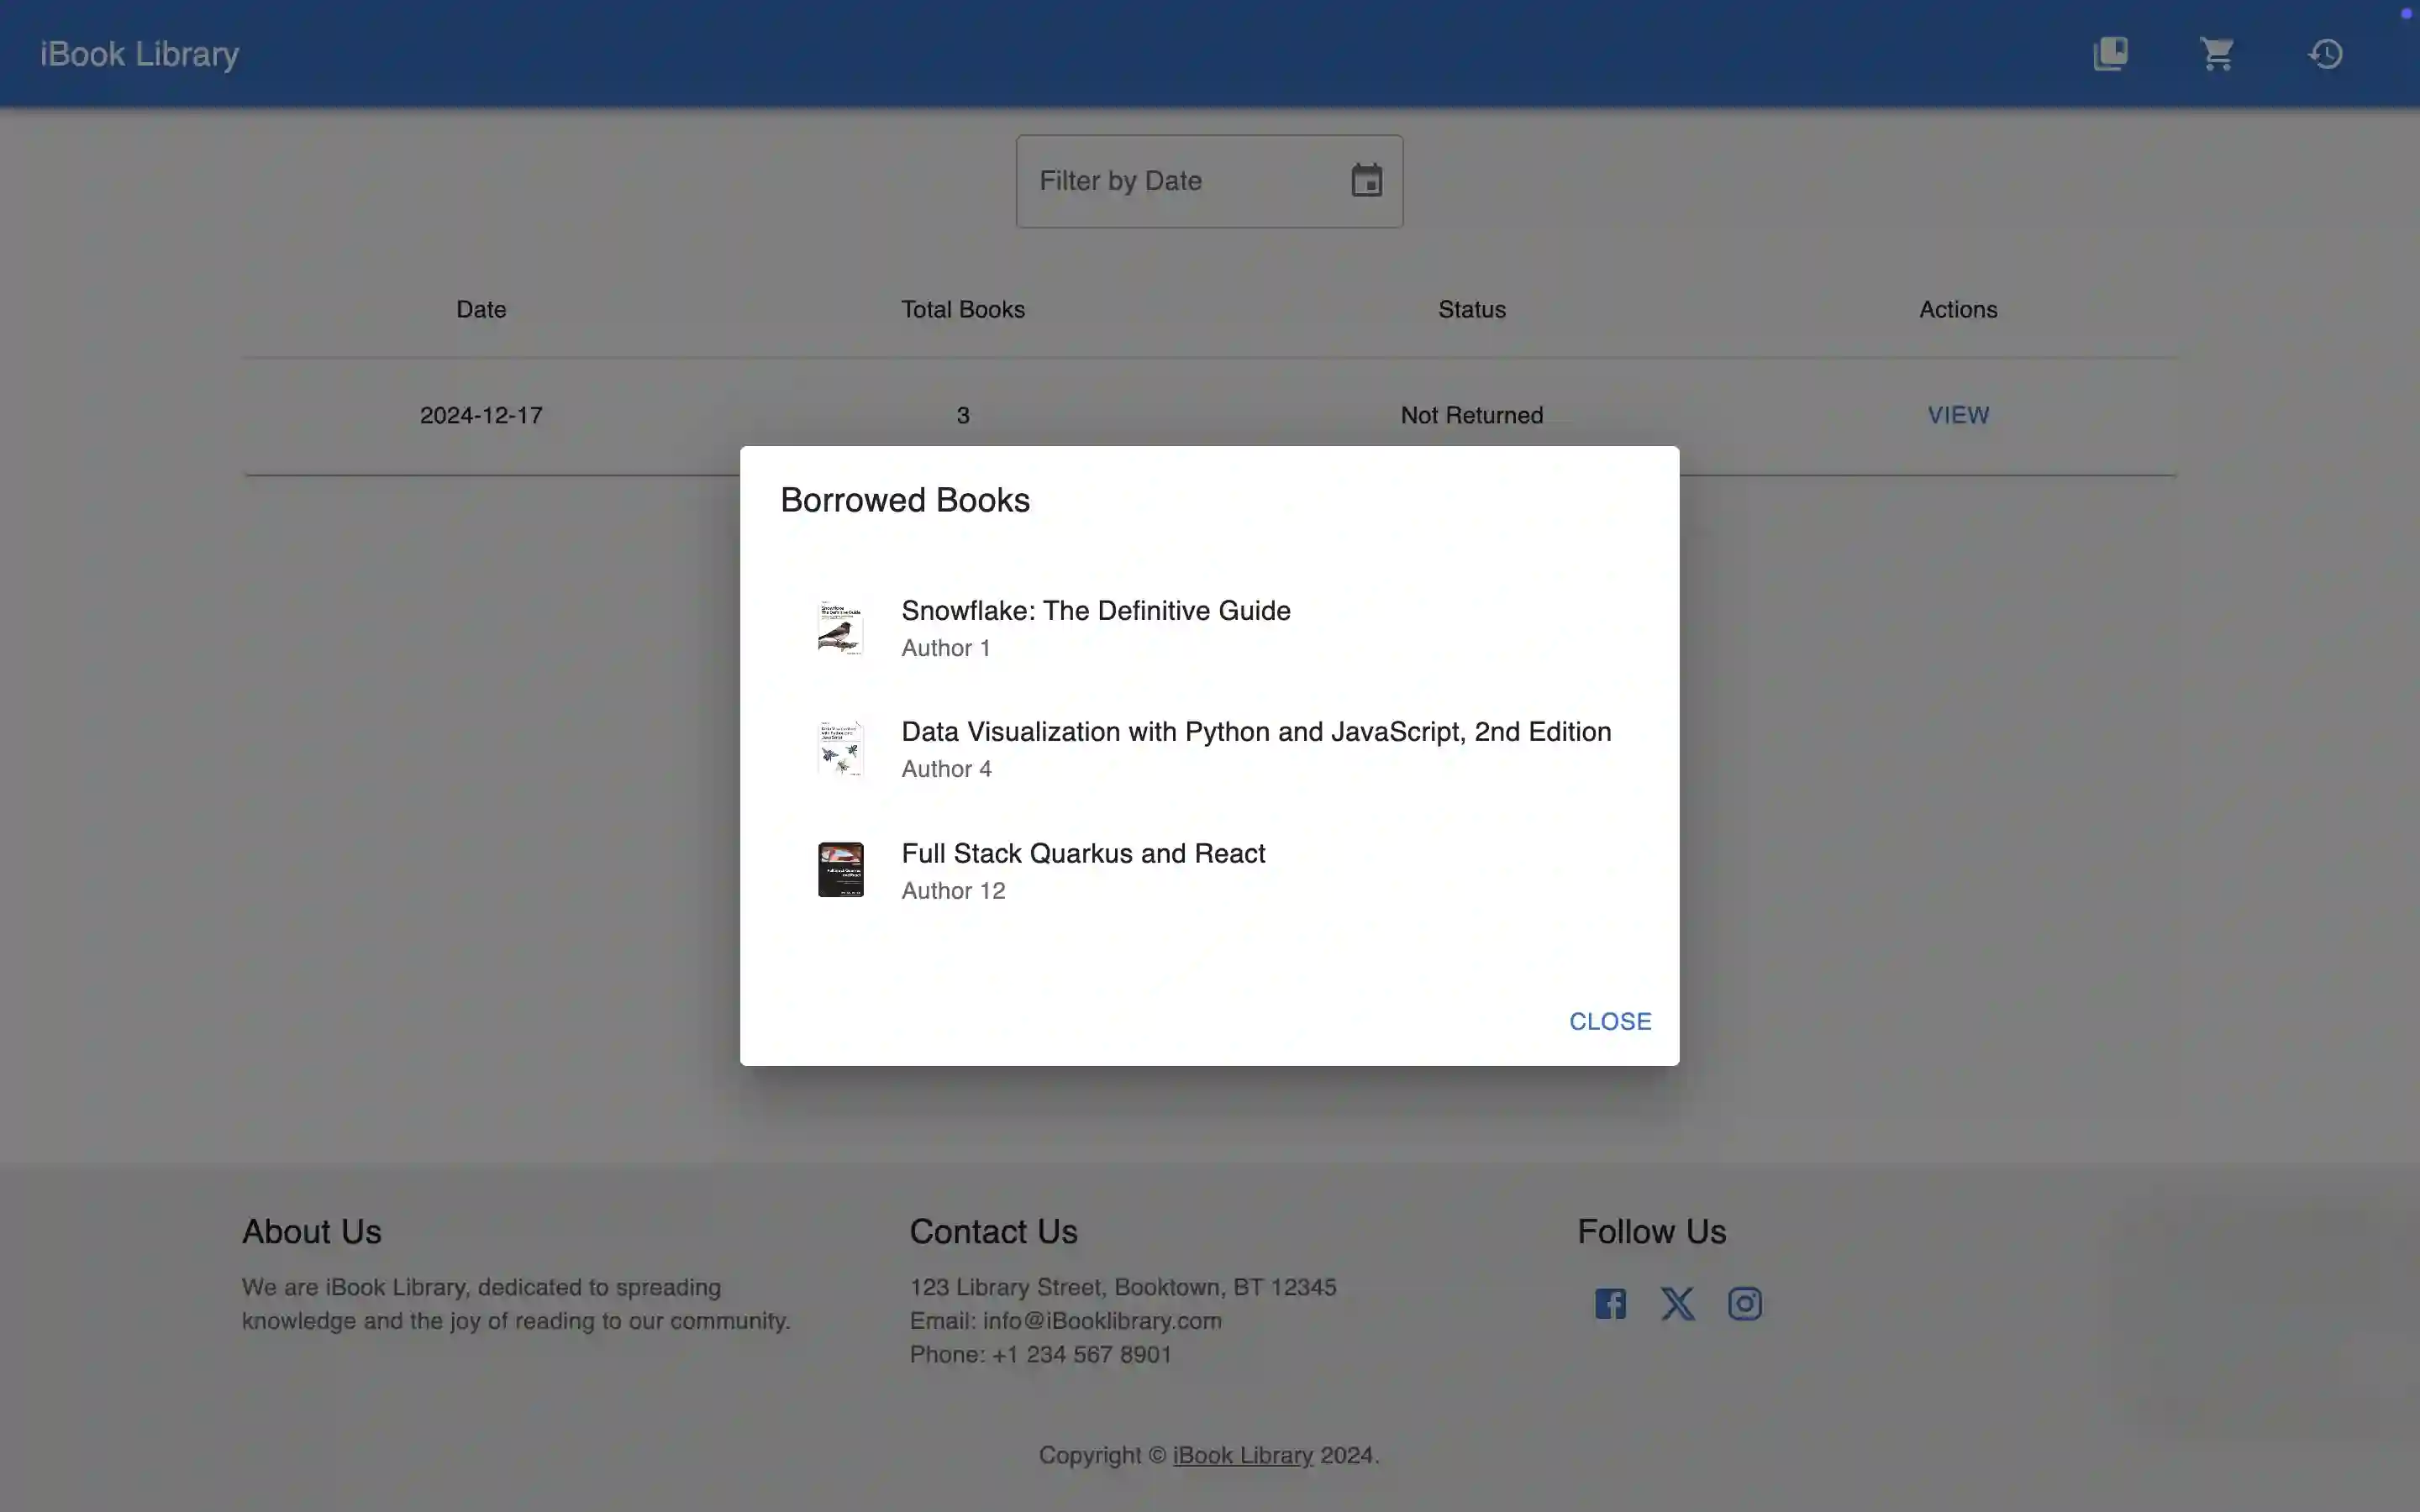 iBook Library
Filter by Date
Date Total Books Status Actions
2024-12-17 3 Not Returned VIEW
Borrowed Books
Snowflake: The Definitive Guide
Author 1
Data Visualization with Python and JavaScript, 2nd Edition
Author 4
Full Stack Quarkus and React
Author 12
CLOSE
About Us
We are iBook Library, dedicated to spreading
knowledge and the joy of reading to our community.
Contact Us
123 Library Street, Booktown, BT 12345
Email: info@iBooklibrary.com
Phone: +1 234 567 8901
Follow Us
Copyright © iBook Library 2024.